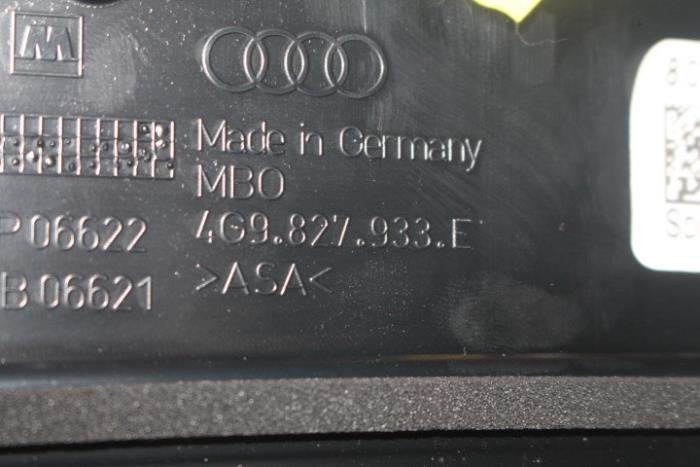 M
Made in Germany
MBO
P 06622
4G9.827.933.E
B 06621
>ASA<